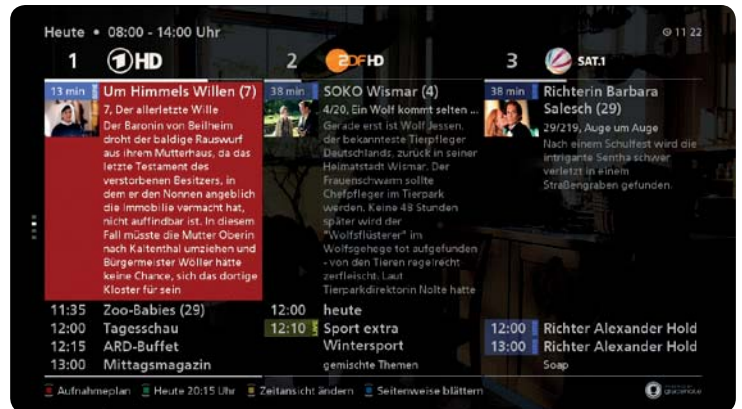 Heute • 08:00 - 14:00 Uhr
11 22
1 HD
2 ZDF HD
3 SAT.1
13 min Um Himmels Willen (7)
7, Der allerletzte Wille
Der Baronin von Beilheim
droht der baldige Rauswurf
aus ihrem Mutterhaus, da das
letzte Testament des
verstorbenen Besitzers, in
dem er den Nonnen angeblich
die Immobilie vermacht hat,
nicht auffindbar ist. In diesem
Fall müsste die Mutter Oberin
nach Kaltenthal umziehen und
Bürgermeister Wöller hätte
keine Chance, sich das dortige
Kloster für sein
11:35 Zoo-Babies (29)
12:00 Tagesschau
12:15 ARD-Buffet
13:00 Mittagsmagazin
38 min SOKO Wismar (4)
4/20, Ein Wolf kommt selten ...
Gerade erst ist Wolf Jessen,
der bekannteste Tierpfleger
Deutschlands, zurück in seiner
Heimatstadt Wismar. Der
Frauenschwarm sollte
Chefpfleger im Tierpark
werden. Keine 48 Stunden
später wird der
"Wolfsflüsterer" im
Wolfsgehege tot aufgefunden
- von den Tieren regelrecht
zerfleischt. Laut
Tierparkdirektorin Nolte hatte
12:00 heute
12:10 Sport extra
Wintersport
gemischte Themen
38 min Richterin Barbara
Salesch (29)
29/219, Auge um Auge
Nach einem Schulfest wird die
intrigante Sentha schwer
verletzt in einem
Straßengraben gefunden.
12:00 Richter Alexander Hold
13:00 Richter Alexander Hold
Soap
Aufnahmeplan Heute 20:15 Uhr Zeitansicht ändern Seitenweise blättern
gracenote